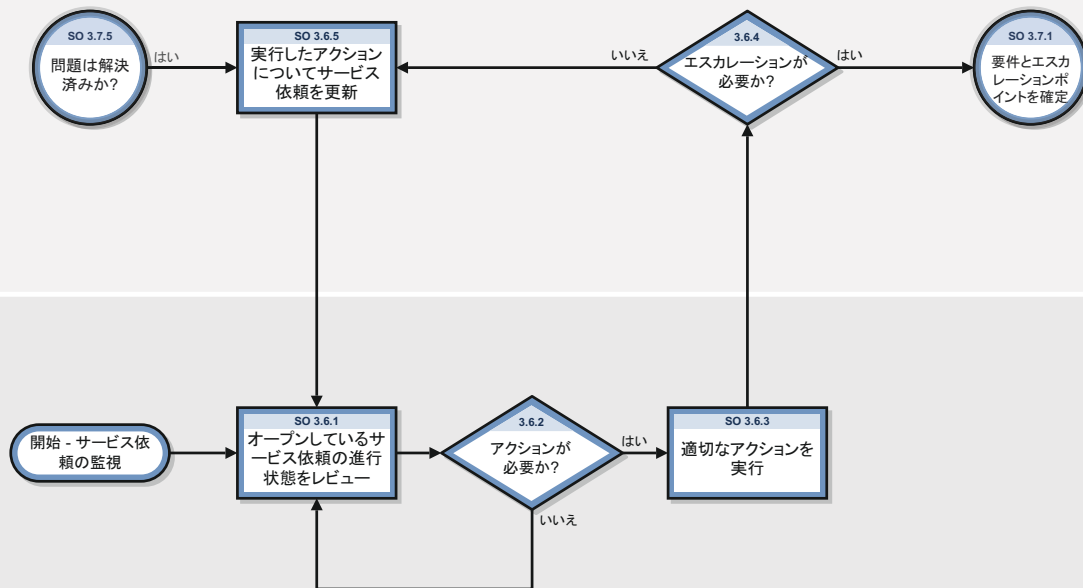 SO 3.7.5
問題は解決
済みか?
はい
SO 3.6.5
実行したアクション
についてサービス
依頼を更新
いいえ
3.6.4
エスカレーションが
必要か?
はい
SO 3.7.1
要件とエスカ
レーションポ
イントを確定
開始 - サービス依
頼の監視
SO 3.6.1
オープンしているサ
ービス依頼の進行
状態をレビュー
3.6.2
アクションが
必要か?
はい
いいえ
SO 3.6.3
適切なアクションを
実行